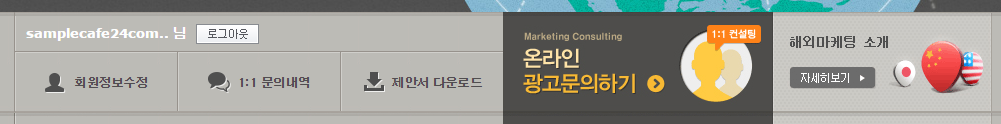 samplecafe24com.. 님 로그아웃
회원정보수정
1:1 문의내역
제안서 다운로드
Marketing Consulting
1:1 컨설팅
온라인
광고문의하기
해외마케팅 소개
자세히보기